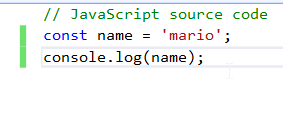 // JavaScript source code
const name = 'mario';
console.log(name);